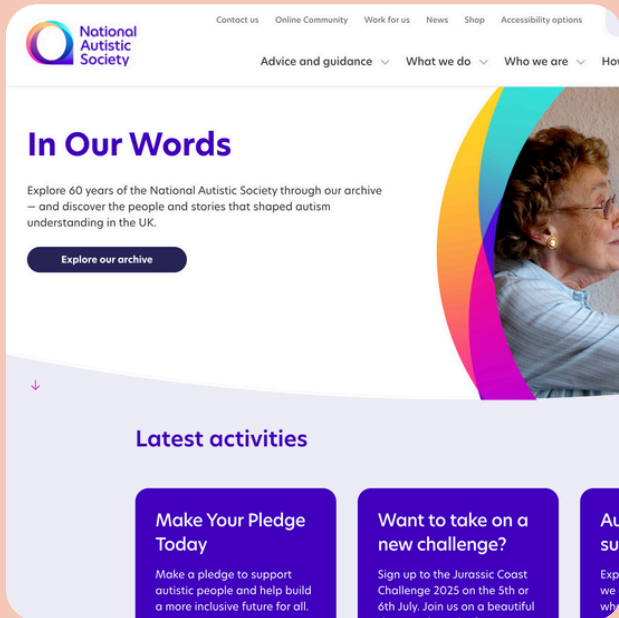 National
Autistic
Society
Contact us Online Community Work for us News Shop Accessibility options
Advice and guidance What we do Who we are
In Our Words
Explore 60 years of the National Autistic Society through our archive
— and discover the people and stories that shaped autism
understanding in the UK.
Explore our archive
Latest activities
Make Your Pledge
Today
Make a pledge to support
autistic people and help build
a more inclusive future for all.
Want to take on a
new challenge?
Sign up to the Jurassic Coast
Challenge 2025 on the 5th or
6th July. Join us on a beautiful